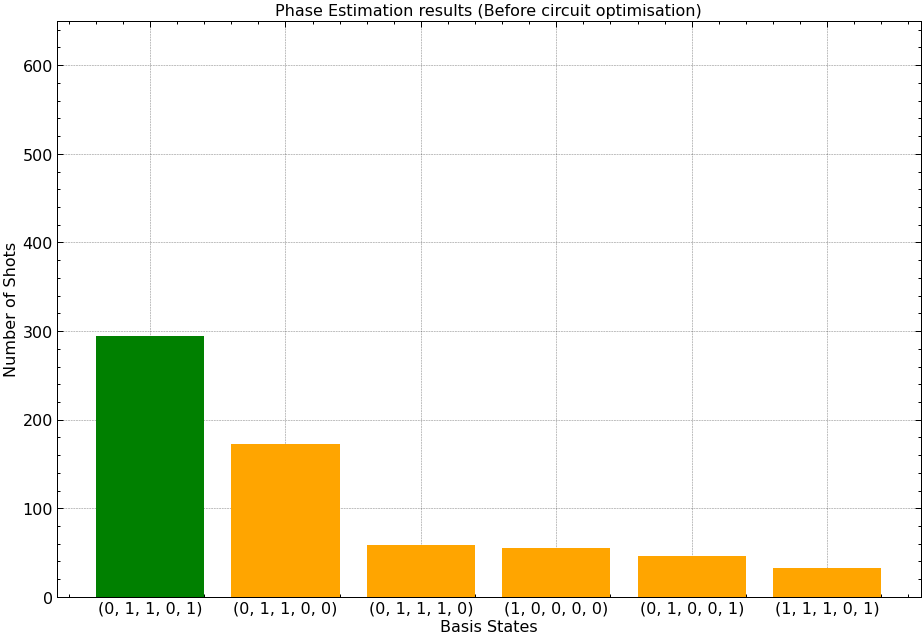 Phase Estimation results (Before circuit optimisation)
600
500
400
300
200
100
0
Number of Shots
(0, 1, 1, 0, 1) (0, 1, 1, 0, 0) (0, 1, 1, 1, 0) (1, 0, 0, 0, 0) (0, 1, 0, 0, 1) (1, 1, 1, 0, 1)
Basis States